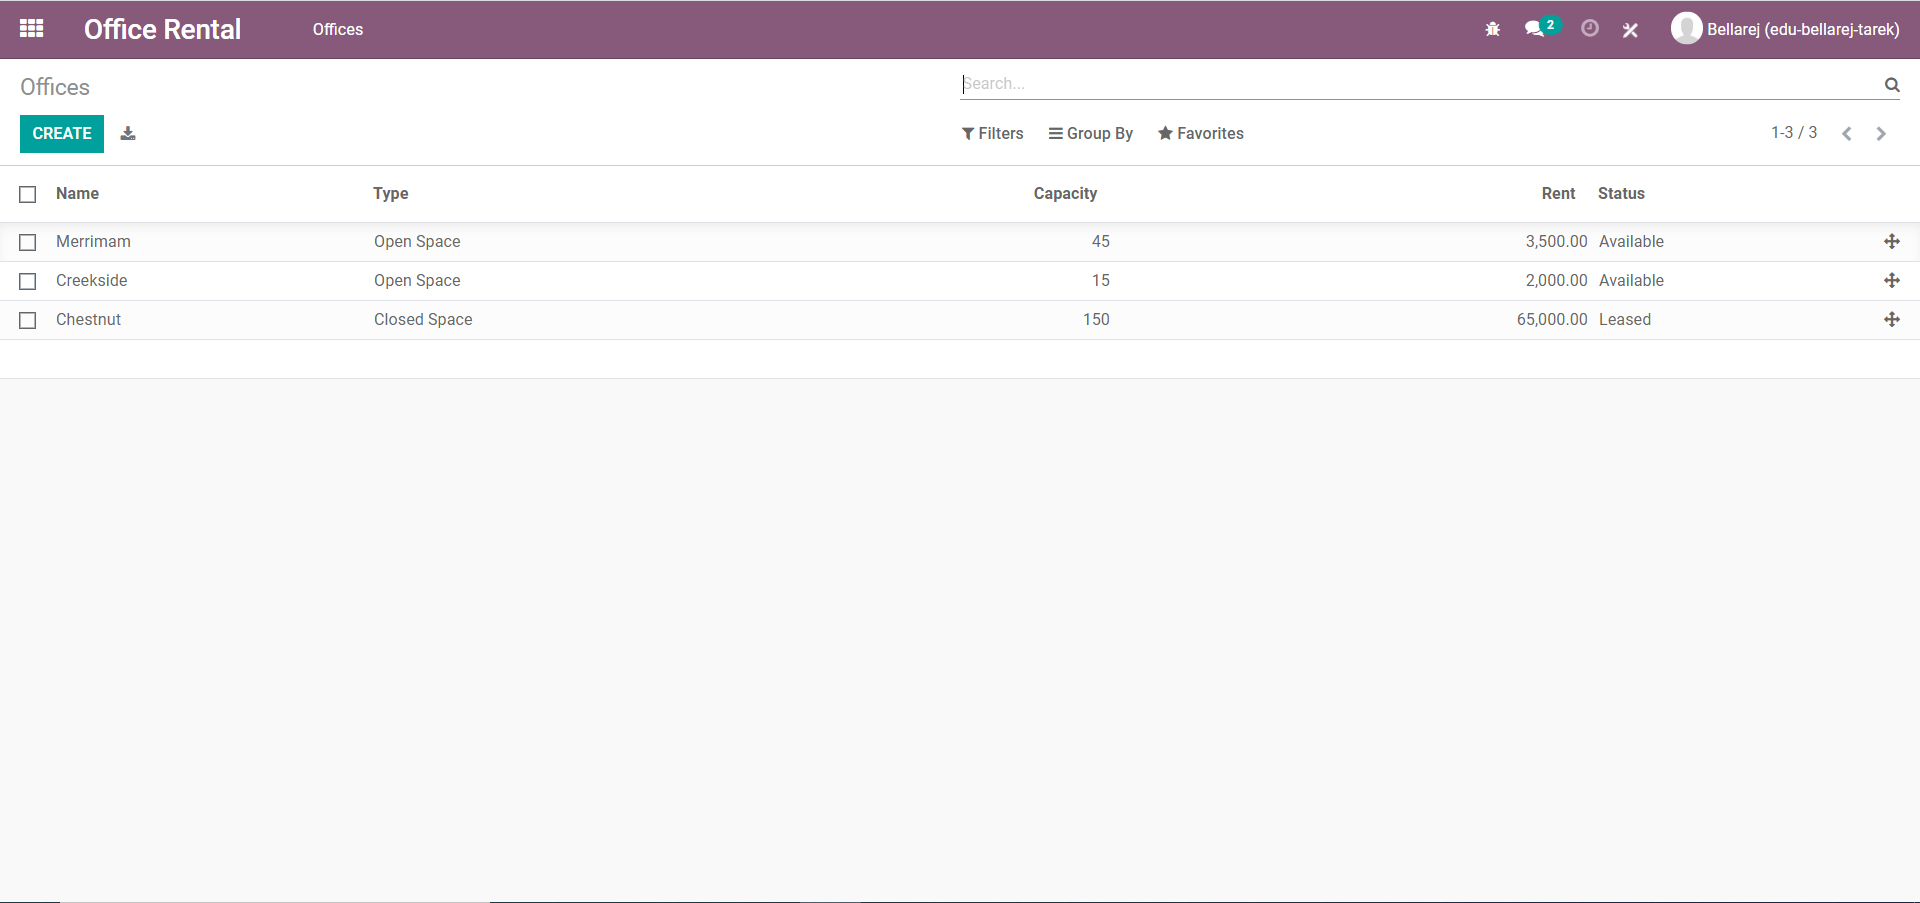 Office Rental Offices 2 Bellarej (edu-bellarej-tarek)
Offices Search...
CREATE Filters Group By Favorites 1-3 / 3
Name Type Capacity Rent Status
Merrimam Open Space 45 3,500.00 Available
Creekside Open Space 15 2,000.00 Available
Chestnut Closed Space 150 65,000.00 Leased